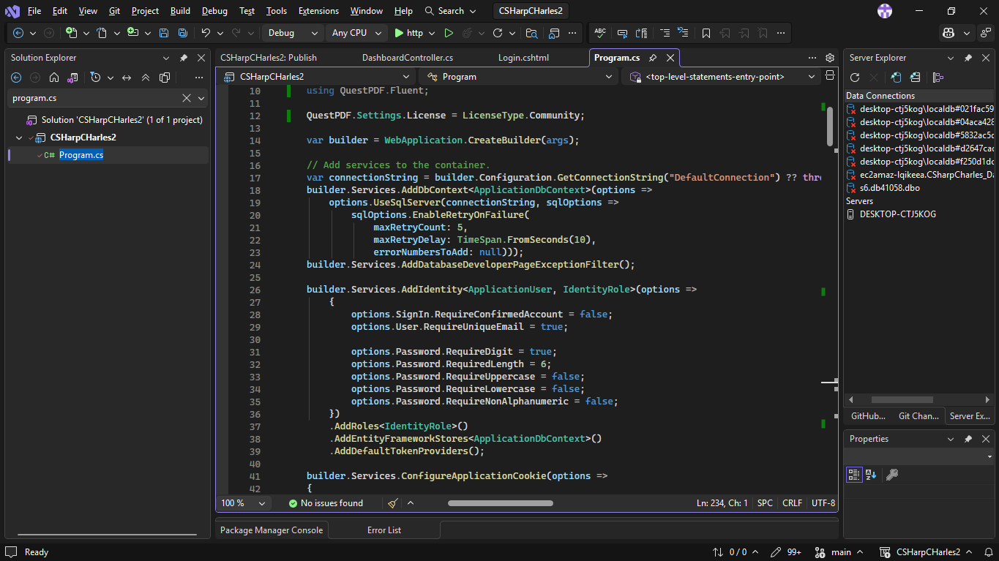 File Edit View Git Project Build Debug Test Tools Extensions Window Help Search CSHarpCHarles2
Debug Any CPU http
Solution Explorer
program.cs
Solution 'CSHarpCHarles2' (1 of 1 project)
CSHarpCHarles2
C# Program.cs
CSHarpCHarles2: Publish DashboardController.cs Login.cshtml Program.cs
CSHarpCHarles2 Program <top-level-statements-entry-point>
10 using QuestPDF.Fluent;
11
12 QuestPDF.Settings.License = LicenseType.Community;
13
14 var builder = WebApplication.CreateBuilder(args);
15
16 // Add services to the container.
17 var connectionString = builder.Configuration.GetConnectionString("DefaultConnection") ?? thr
18 builder.Services.AddDbContext<ApplicationDbContext>(options =>
19 options.UseSqlServer(connectionString, sqlOptions =>
20 sqlOptions.EnableRetryOnFailure(
21 maxRetryCount: 5,
22 maxRetryDelay: TimeSpan.FromSeconds(10),
23 errorNumbersToAdd: null)));
24 builder.Services.AddDatabaseDeveloperPageExceptionFilter();
25
26 builder.Services.AddIdentity<ApplicationUser, IdentityRole>(options =>
27 {
28 options.SignIn.RequireConfirmedAccount = false;
29 options.User.RequireUniqueEmail = true;
30
31 options.Password.RequireDigit = true;
32 options.Password.RequiredLength = 6;
33 options.Password.RequireUppercase = false;
34 options.Password.RequireLowercase = false;
35 options.Password.RequireNonAlphanumeric = false;
36 })
37 .AddRoles<IdentityRole>()
38 .AddEntityFrameworkStores<ApplicationDbContext>()
39 .AddDefaultTokenProviders();
40
41 builder.Services.ConfigureApplicationCookie(options =>
42 {
100 % No issues found Ln: 234, Ch: 1 SPC CRLF UTF-8
Package Manager Console Error List
Server Explorer
Data Connections
desktop-ctj5kog\localdb#021fac59
desktop-ctj5kog\localdb#04aca428
desktop-ctj5kog\localdb#5832ac5c
desktop-ctj5kog\localdb#d2647cac
desktop-ctj5kog\localdb#f250d1dc
ec2amaz-lqikeea.CSharpCharles_Da
s6.db41058.dbo
Servers
DESKTOP-CTJ5KOG
GitHub... Git Chan... Server Ex...
Properties
Ready 0 / 0 99+ main CSHarpCHarles2